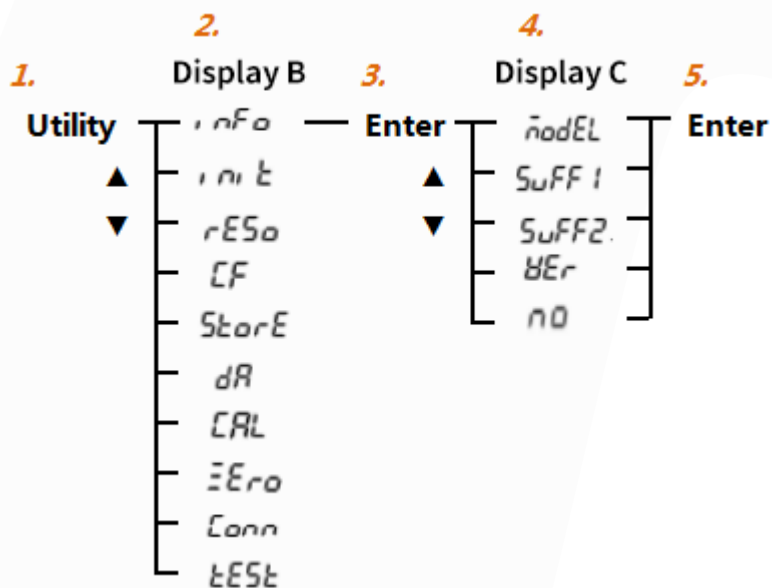 2. 4.
1. Display B 3. Display C 5.
Utility inFo Enter modEL Enter
▲ init ▲ SuFF1
▼ rESo ▼ SuFF2.
CF VEr
StorE no
dA
CAL
ZEro
Conn
tESt